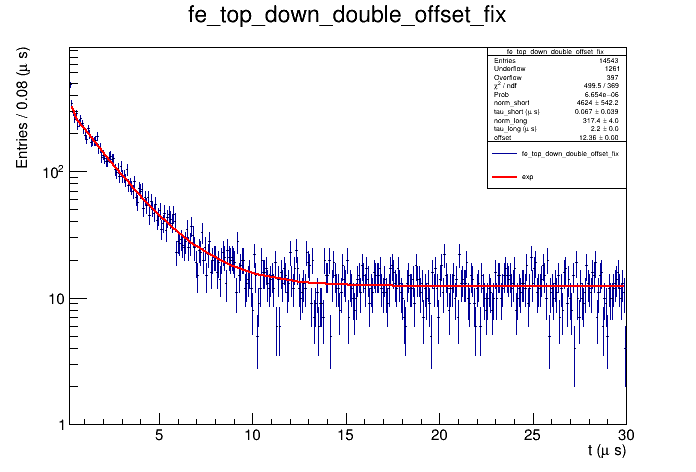 fe_top_down_double_offset_fix
Entries / 0.08 (μ s)
fe_top_down_double_offset_fix
Entries 14543
Underflow 1261
Overflow 397
χ² / ndf 499.5 / 369
Prob 6.654e−06
norm_short 4624 ± 542.2
tau_short (μ s) 0.067 ± 0.039
norm_long 317.4 ± 4.0
tau_long (μ s) 2.2 ± 0.0
offset 12.36 ± 0.00
fe_top_down_double_offset_fix
exp
10²
10
1
5 10 15 20 25 30
t (μ s)